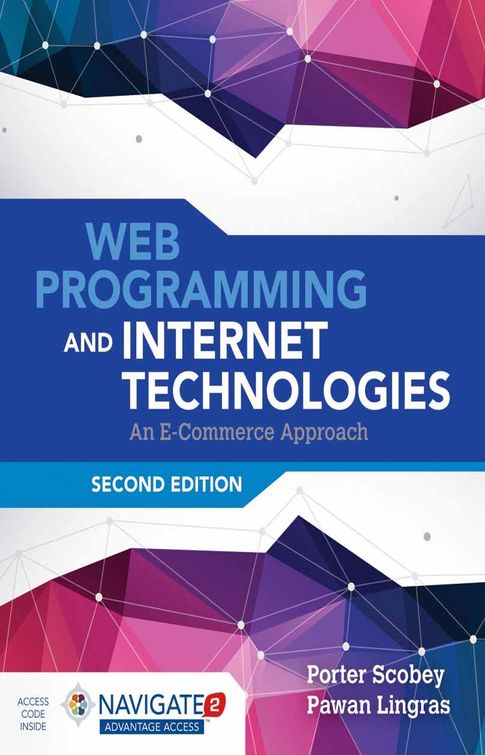 WEB
PROGRAMMING
AND INTERNET
TECHNOLOGIES
An E-Commerce Approach
SECOND EDITION
Porter Scobey
Pawan Lingras
ACCESS
CODE
INSIDE
NAVIGATE 2
ADVANTAGE ACCESS™